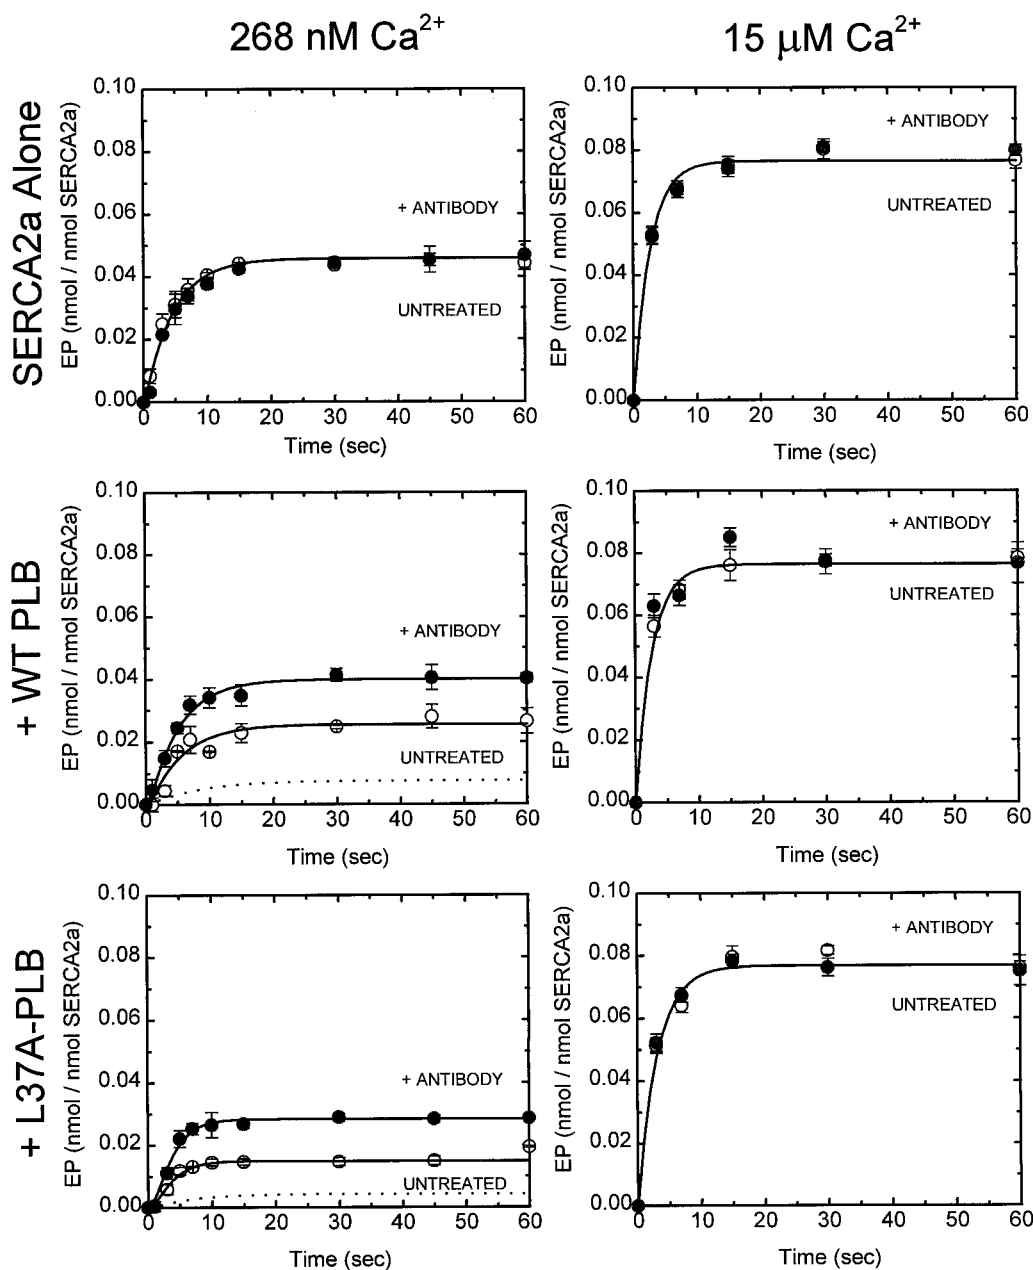 268 nM Ca²⁺
15 μM Ca²⁺
SERCA2a Alone
EP (nmol / nmol SERCA2a)
0.10
0.08
0.06
0.04
0.02
0.00
+ ANTIBODY
UNTREATED
0 10 20 30 40 50 60
Time (sec)
EP (nmol / nmol SERCA2a)
0.10
0.08
0.06
0.04
0.02
0.00
+ ANTIBODY
UNTREATED
0 10 20 30 40 50 60
Time (sec)
+ WT PLB
EP (nmol / nmol SERCA2a)
0.10
0.08
0.06
0.04
0.02
0.00
+ ANTIBODY
UNTREATED
0 10 20 30 40 50 60
Time (sec)
EP (nmol / nmol SERCA2a)
0.10
0.08
0.06
0.04
0.02
0.00
+ ANTIBODY
UNTREATED
0 10 20 30 40 50 60
Time (sec)
+ L37A-PLB
EP (nmol / nmol SERCA2a)
0.10
0.08
0.06
0.04
0.02
0.00
+ ANTIBODY
UNTREATED
0 10 20 30 40 50 60
Time (sec)
EP (nmol / nmol SERCA2a)
0.10
0.08
0.06
0.04
0.02
0.00
+ ANTIBODY
UNTREATED
0 10 20 30 40 50 60
Time (sec)